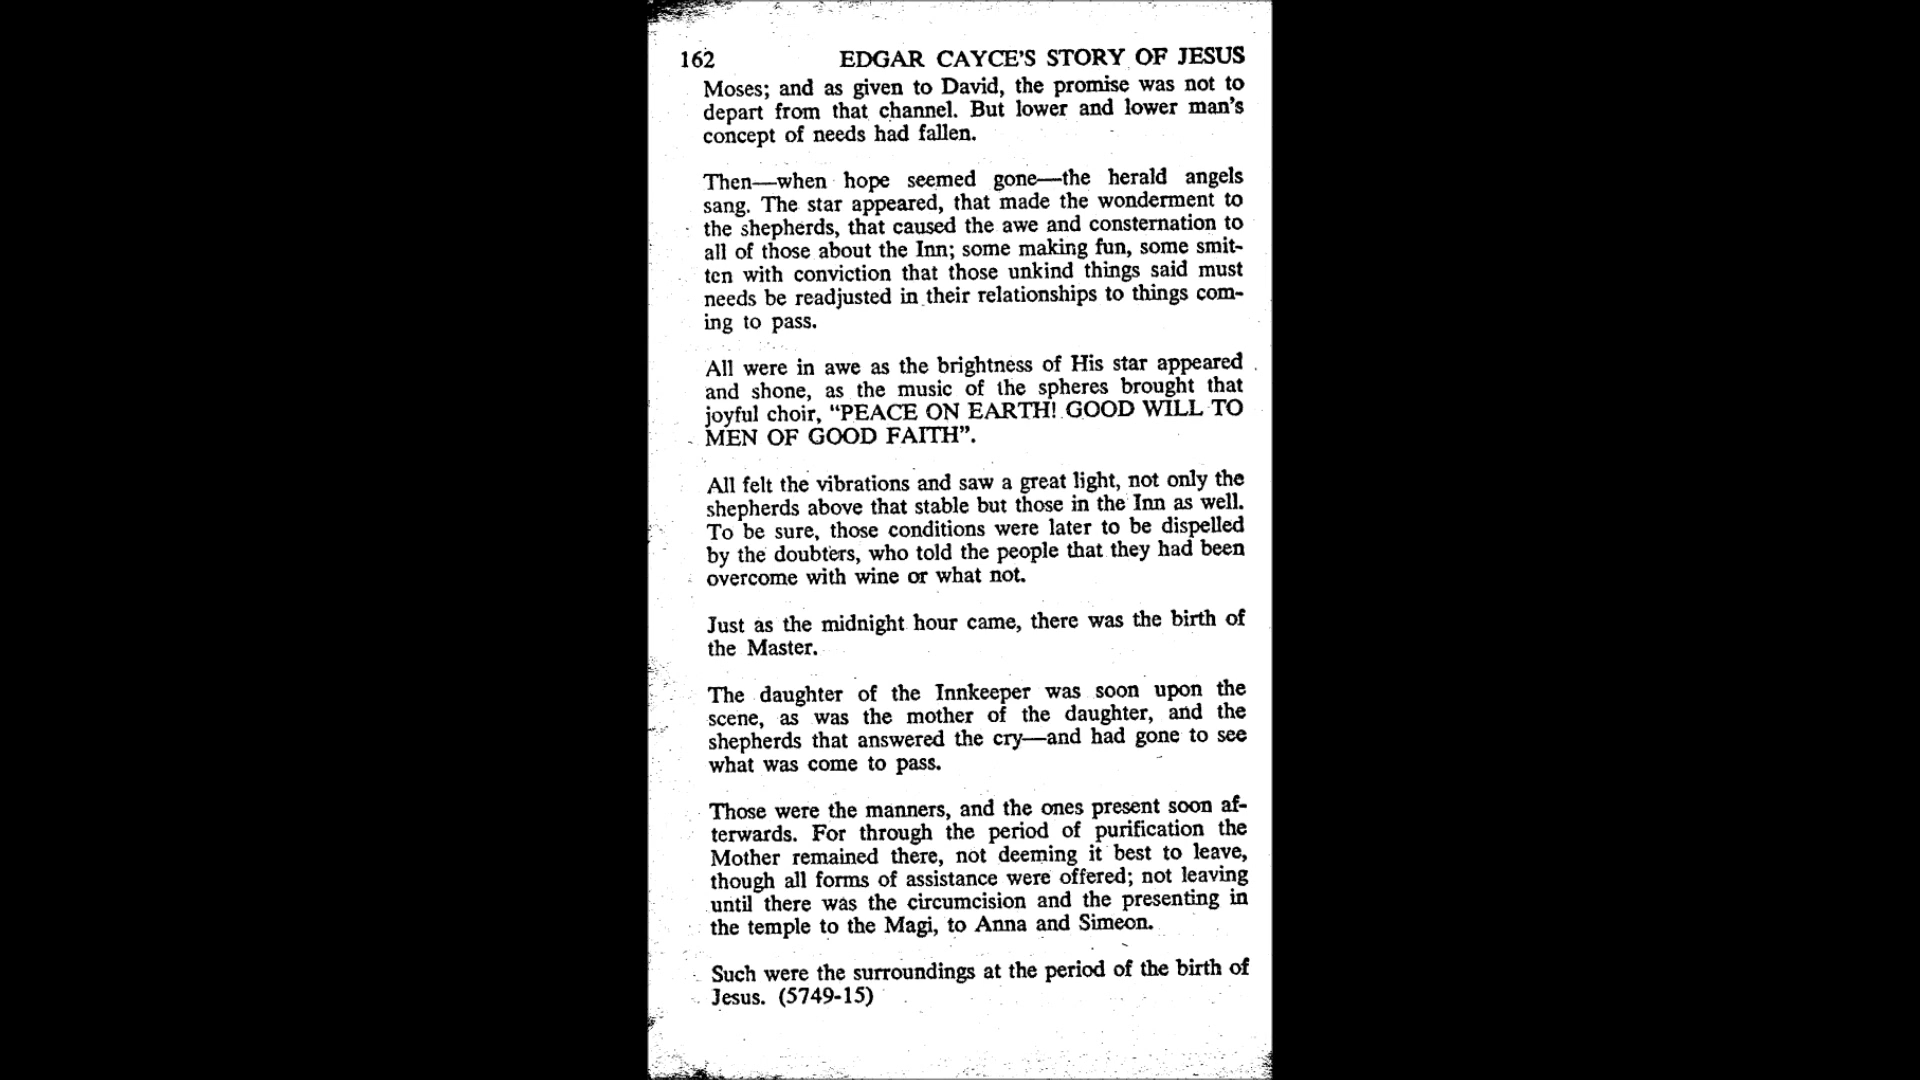 162 EDGAR CAYCE'S STORY OF JESUS
Moses; and as given to David, the promise was not to
depart from that channel. But lower and lower man's
concept of needs had fallen.
Then—when hope seemed gone—the herald angels
sang. The star appeared, that made the wonderment to
the shepherds, that caused the awe and consternation to
all of those about the Inn; some making fun, some smit-
ten with conviction that those unkind things said must
needs be readjusted in their relationships to things com-
ing to pass.
All were in awe as the brightness of His star appeared
and shone, as the music of the spheres brought that
joyful choir, “PEACE ON EARTH! GOOD WILL TO
MEN OF GOOD FAITH”.
All felt the vibrations and saw a great light, not only the
shepherds above that stable but those in the Inn as well.
To be sure, those conditions were later to be dispelled
by the doubters, who told the people that they had been
overcome with wine or what not.
Just as the midnight hour came, there was the birth of
the Master.
The daughter of the Innkeeper was soon upon the
scene, as was the mother of the daughter, and the
shepherds that answered the cry—and had gone to see
what was come to pass.
Those were the manners, and the ones present soon af-
terwards. For through the period of purification the
Mother remained there, not deeming it best to leave,
though all forms of assistance were offered; not leaving
until there was the circumcision and the presenting in
the temple to the Magi, to Anna and Simeon.
Such were the surroundings at the period of the birth of
Jesus. (5749-15)